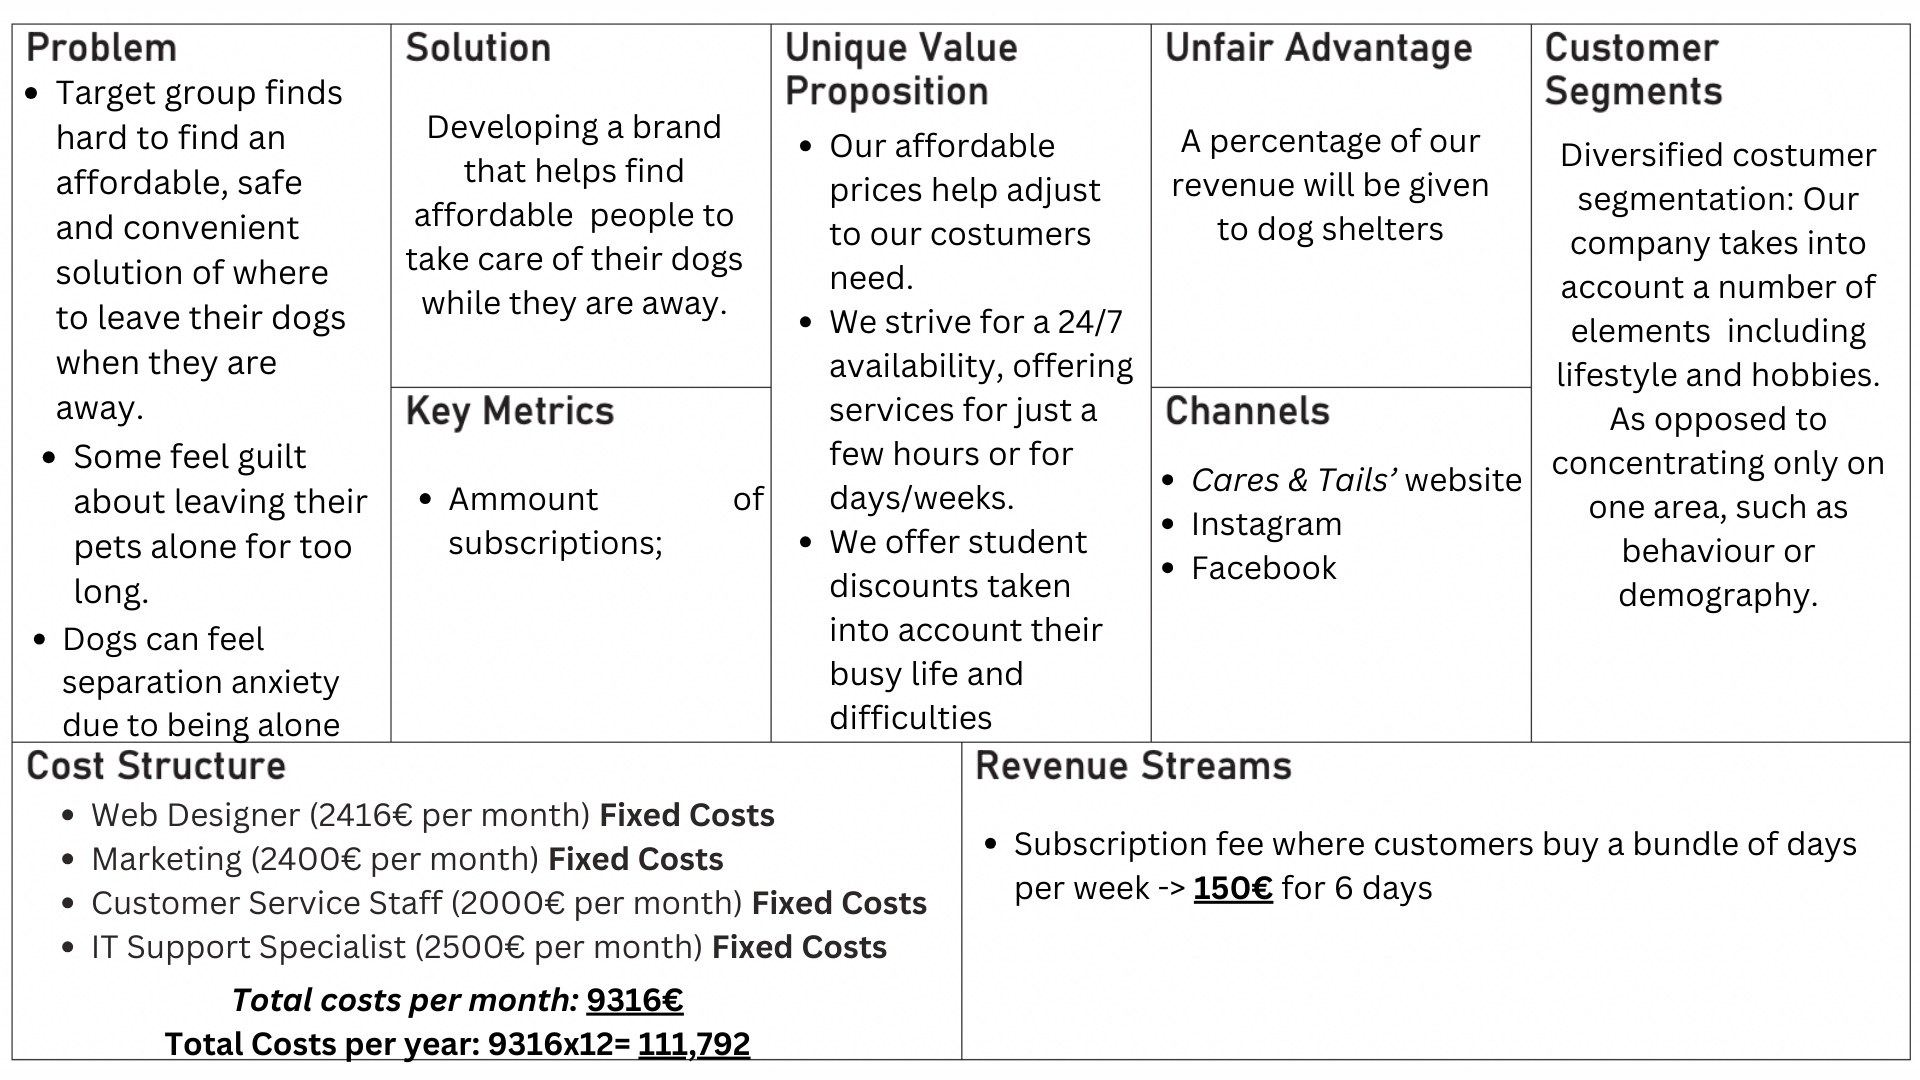 Problem
• Target group finds
hard to find an
affordable, safe
and convenient
solution of where
to leave their dogs
when they are
away.
• Some feel guilt
about leaving their
pets alone for too
long.
• Dogs can feel
separation anxiety
due to being alone
Solution
Developing a brand
that helps find
affordable people to
take care of their dogs
while they are away.
Key Metrics
• Ammount of
subscriptions;
Unique Value
Proposition
• Our affordable
prices help adjust
to our costumers
need.
• We strive for a 24/7
availability, offering
services for just a
few hours or for
days/weeks.
• We offer student
discounts taken
into account their
busy life and
difficulties
Unfair Advantage
A percentage of our
revenue will be given
to dog shelters
Channels
• Cares & Tails’ website
• Instagram
• Facebook
Customer
Segments
Diversified costumer
segmentation: Our
company takes into
account a number of
elements including
lifestyle and hobbies.
As opposed to
concentrating only on
one area, such as
behaviour or
demography.
Cost Structure
• Web Designer (2416€ per month) Fixed Costs
• Marketing (2400€ per month) Fixed Costs
• Customer Service Staff (2000€ per month) Fixed Costs
• IT Support Specialist (2500€ per month) Fixed Costs
Total costs per month: 9316€
Total Costs per year: 9316x12= 111,792
Revenue Streams
• Subscription fee where customers buy a bundle of days
per week -> 150€ for 6 days